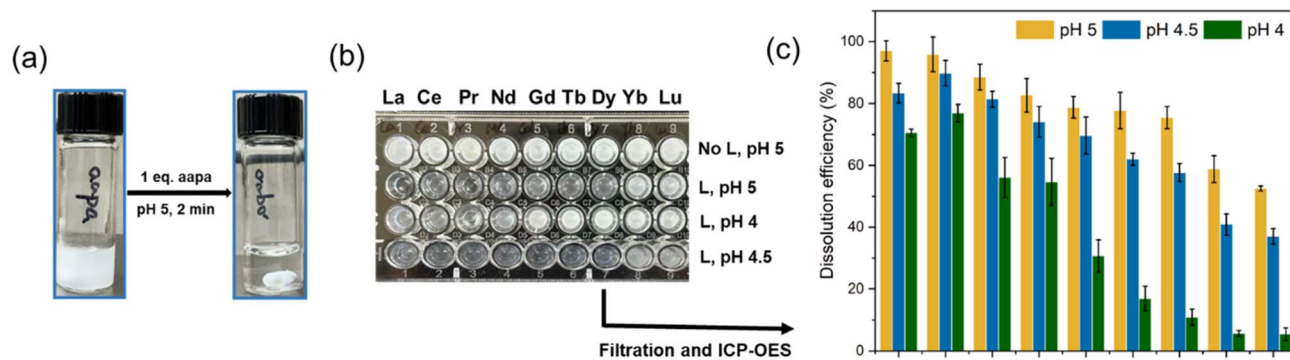 (a)
aapa
1 eq. aapa
pH 5, 2 min
aapa
(b)
La Ce Pr Nd Gd Tb Dy Yb Lu
1 2 3 4 5 6 7 8 9
No L, pH 5
L, pH 5
L, pH 4
L, pH 4.5
1 2 3 4 5 6 7 8 9
Filtration and ICP-OES
(c)
pH 5 pH 4.5 pH 4
Dissolution efficiency (%)
100
80
60
40
20
0